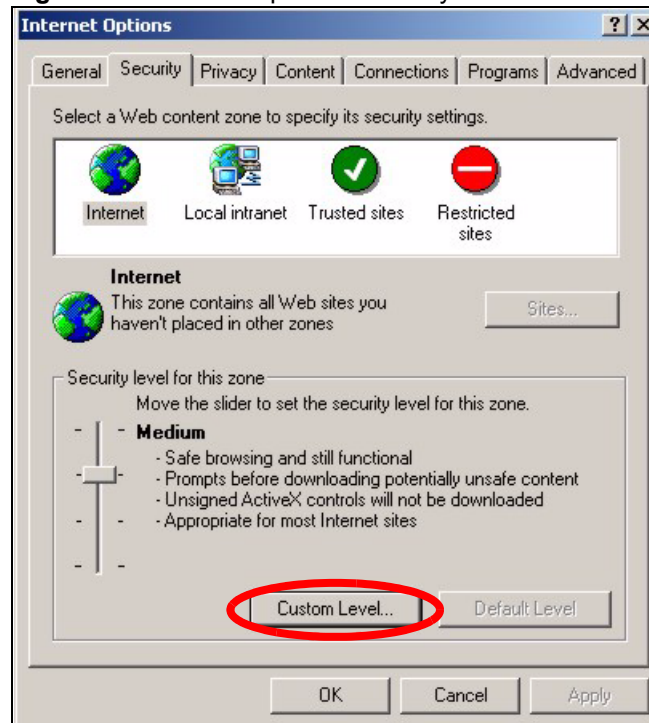 Internet Options
General Security Privacy Content Connections Programs Advanced
Select a Web content zone to specify its security settings.
Internet Local intranet Trusted sites Restricted sites
Internet
This zone contains all Web sites you
haven't placed in other zones
Sites...
Security level for this zone
Move the slider to set the security level for this zone.
Medium
- Safe browsing and still functional
- Prompts before downloading potentially unsafe content
- Unsigned ActiveX controls will not be downloaded
- Appropriate for most Internet sites
Custom Level... Default Level
OK Cancel Apply